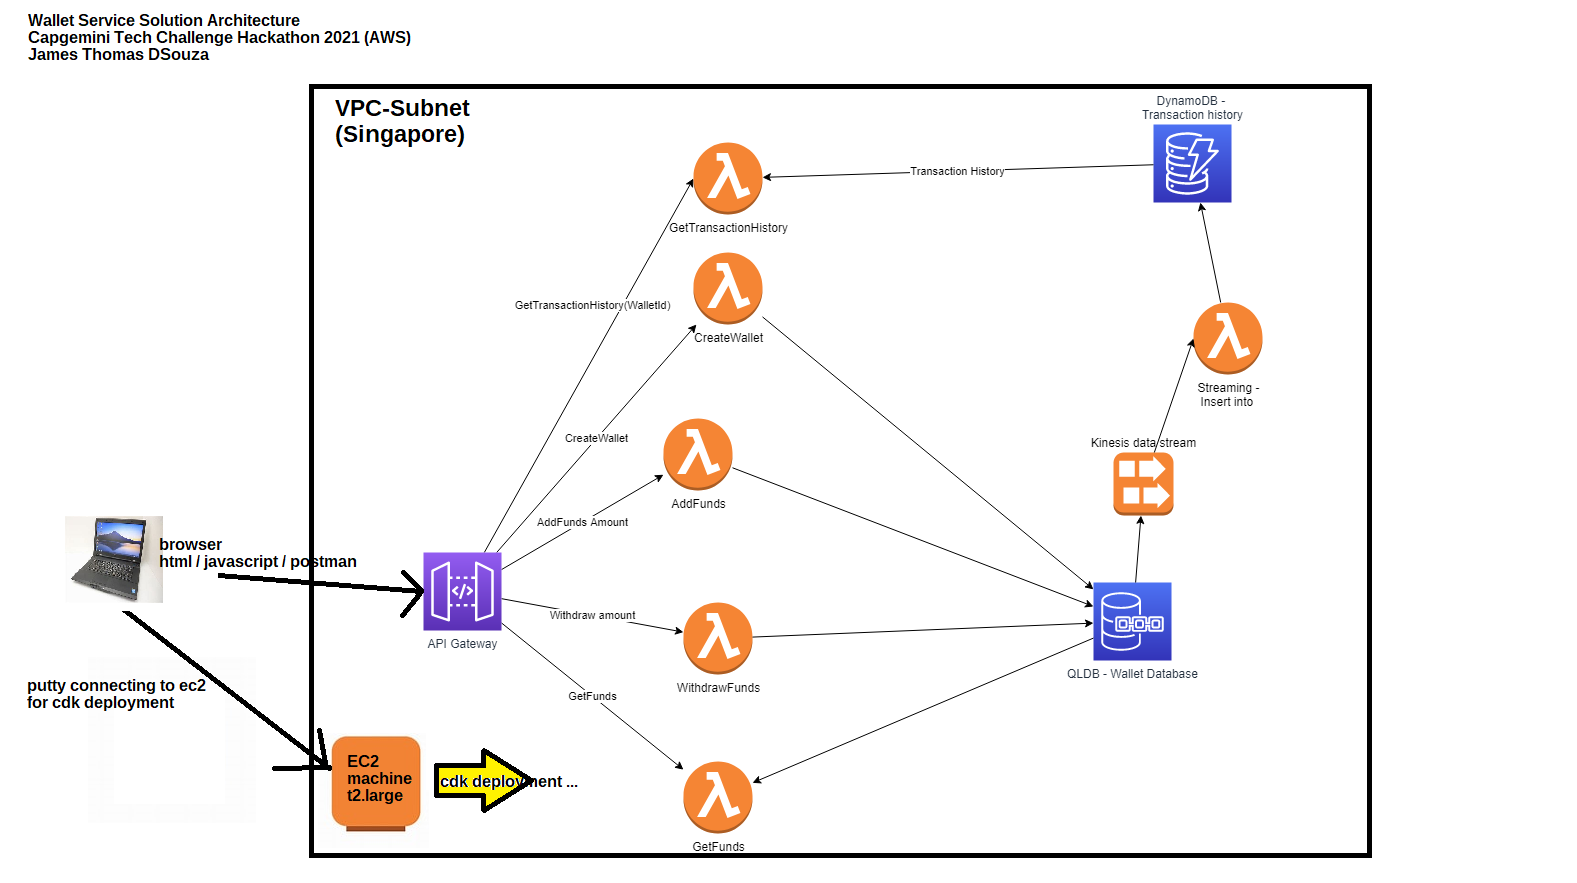 Wallet Service Solution Architecture
Capgemini Tech Challenge Hackathon 2021 (AWS)
James Thomas DSouza
VPC-Subnet
(Singapore)
DynamoDB -
Transaction history
Transaction History
GetTransactionHistory
GetTransactionHistory(WalletId)
CreateWallet
CreateWallet
Streaming -
Insert into
Kinesis data stream
AddFunds
AddFunds Amount
browser
html / javascript / postman
API Gateway
Withdraw amount
WithdrawFunds
QLDB - Wallet Database
GetFunds
putty connecting to ec2
for cdk deployment
EC2
machine
t2.large
cdk deployment ...
GetFunds